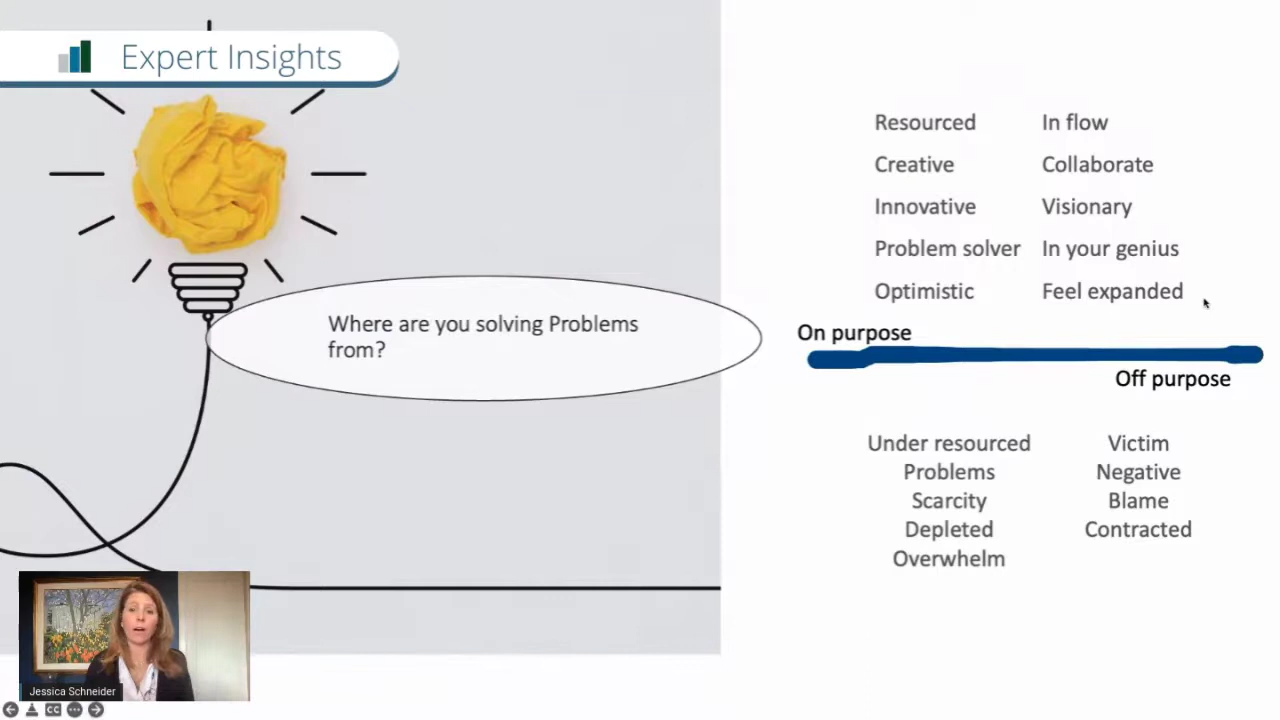 Expert Insights
Where are you solving Problems
from?
Resourced In flow
Creative Collaborate
Innovative Visionary
Problem solver In your genius
Optimistic Feel expanded
On purpose
Off purpose
Under resourced Victim
Problems Negative
Scarcity Blame
Depleted Contracted
Overwhelm
Jessica Schneider
CC